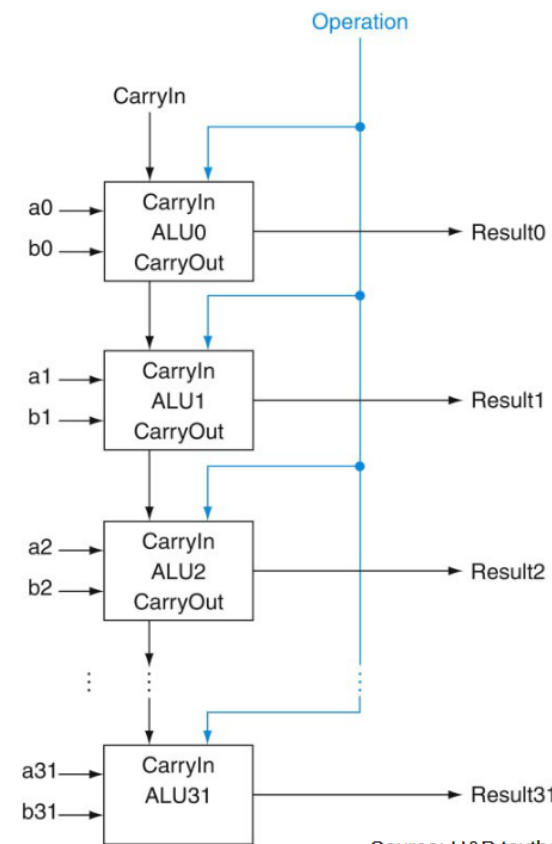 Operation
CarryIn
a0
b0
CarryIn
ALU0
CarryOut
Result0
a1
b1
CarryIn
ALU1
CarryOut
Result1
a2
b2
CarryIn
ALU2
CarryOut
Result2
a31
b31
CarryIn
ALU31
Result31